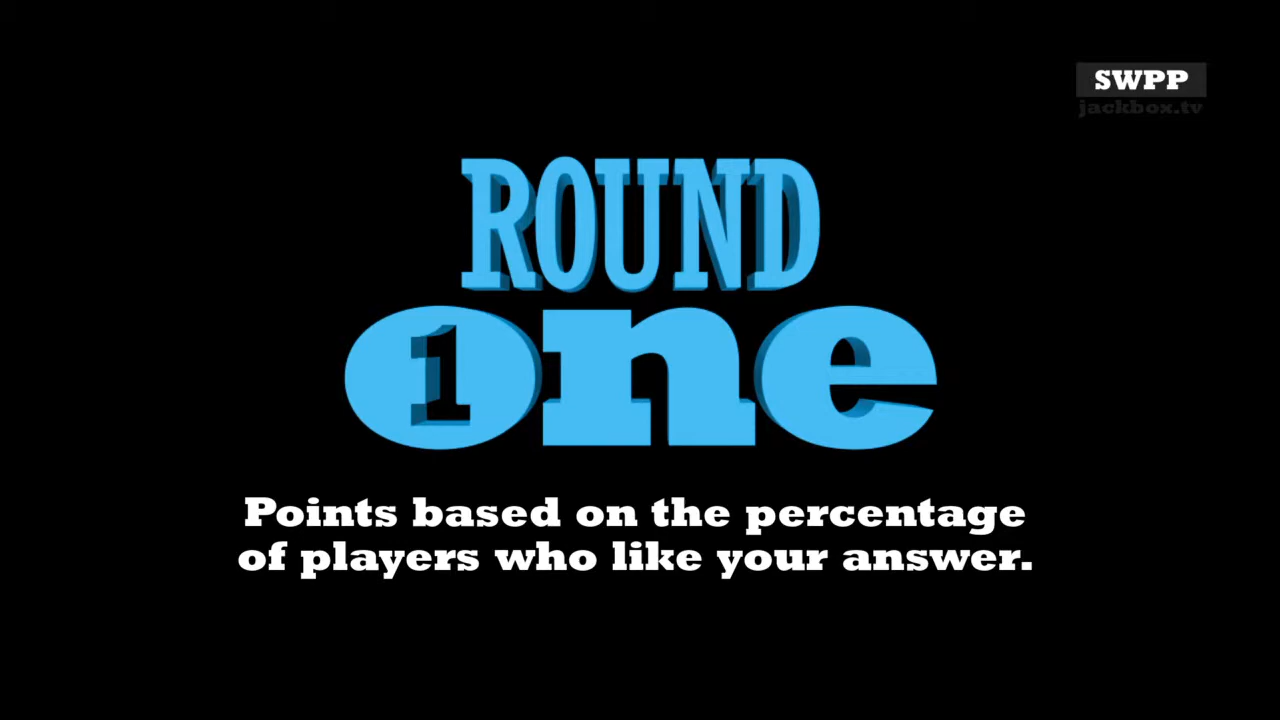 SWPP
jackbox.tv
ROUND
One
1
Points based on the percentage
of players who like your answer.